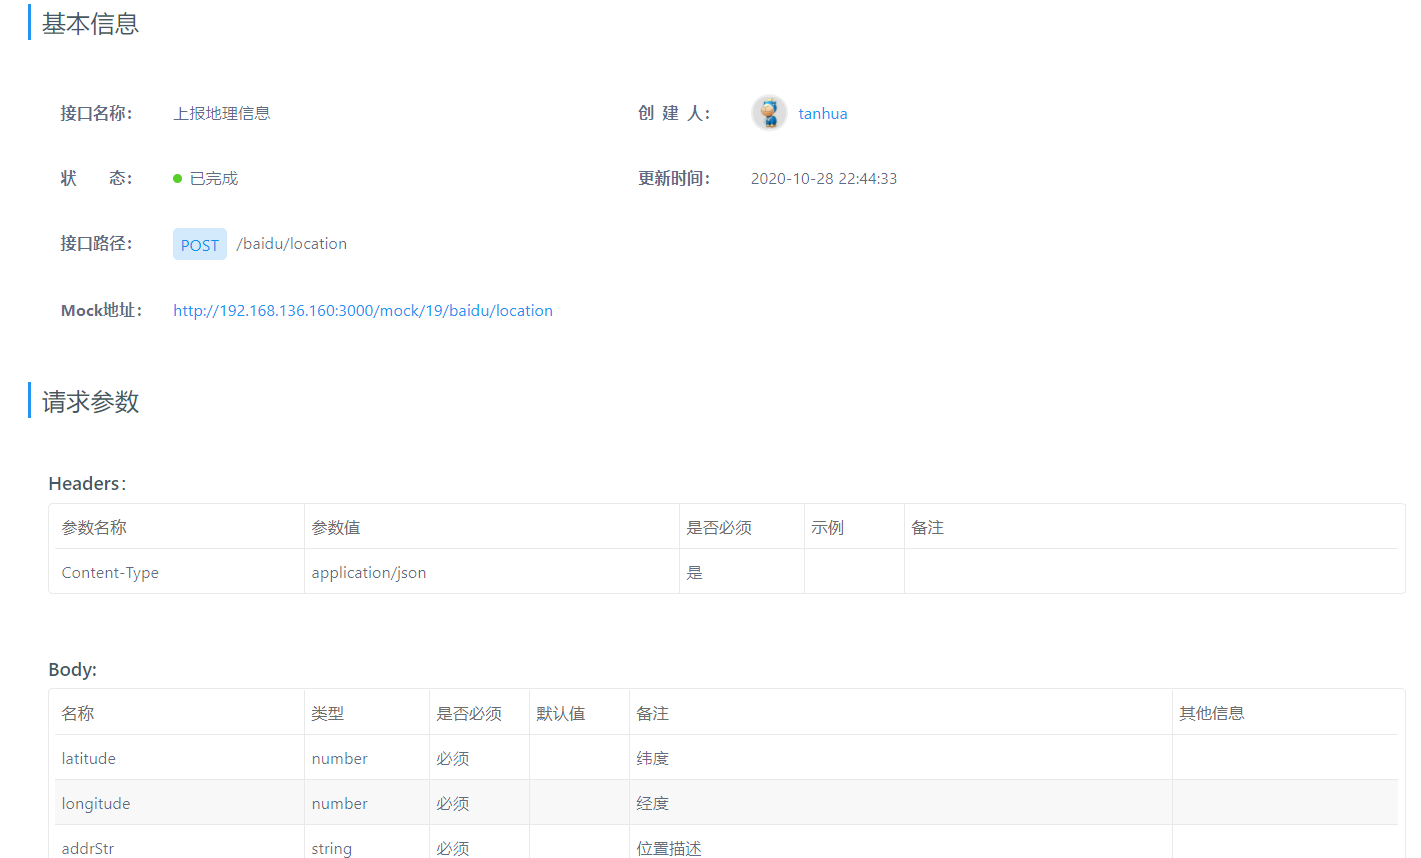 基本信息
接口名称： 上报地理信息 创 建 人： tanhua
状 态： 已完成 更新时间： 2020-10-28 22:44:33
接口路径： POST /baidu/location
Mock地址： http://192.168.136.160:3000/mock/19/baidu/location
请求参数
Headers：
参数名称 参数值 是否必须 示例 备注
Content-Type application/json 是
Body:
名称 类型 是否必须 默认值 备注 其他信息
latitude number 必须 纬度
longitude number 必须 经度
addrStr string 必须 位置描述